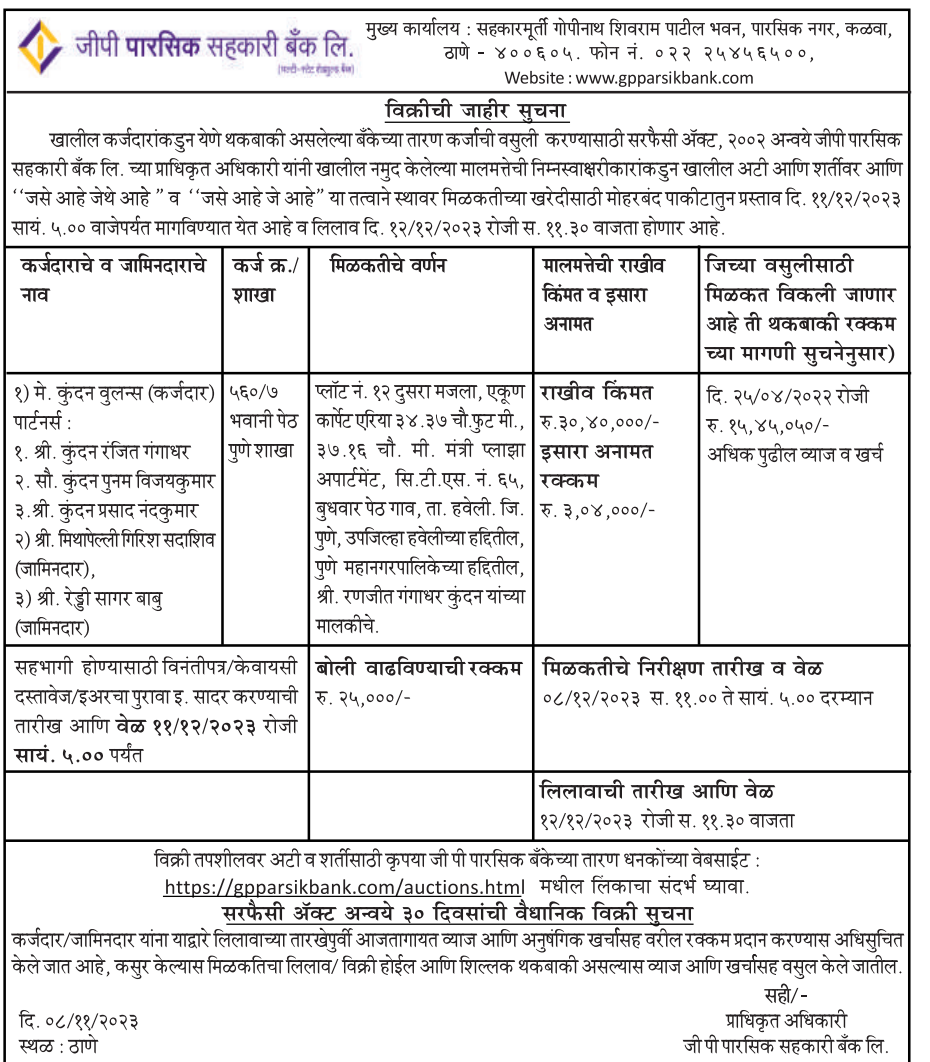 जीपी पारसिक सहकारी बँक लि.
(मल्टी-स्टेट शेड्युल्ड बँक)
मुख्य कार्यालय : सहकारमूर्ती गोपीनाथ शिवराम पाटील भवन, पारसिक नगर, कळवा,
ठाणे - ४००६०५. फोन नं. ०२२ २५४५६५००,
Website : www.gpparsikbank.com
विक्रीची जाहीर सुचना
खालील कर्जदारांकडुन येणे थकबाकी असलेल्या बँकेच्या तारण कर्जाची वसुली करण्यासाठी सरफैसी ॲक्ट, २००२ अन्वये जीपी पारसिक
सहकारी बँक लि. च्या प्राधिकृत अधिकारी यांनी खालील नमुद केलेल्या मालमत्तेची निम्नस्वाक्षरीकारांकडुन खालील अटी आणि शर्तीवर आणि
‘‘जसे आहे जेथे आहे ” व ‘‘जसे आहे जे आहे” या तत्वाने स्थावर मिळकतीच्या खरेदीसाठी मोहरबंद पाकीटातुन प्रस्ताव दि. ११/१२/२०२३
सायं. ५.०० वाजेपर्यत मागविण्यात येत आहे व लिलाव दि. १२/१२/२०२३ रोजी स. ११.३० वाजता होणार आहे.
कर्जदाराचे व जामिनदाराचे
नाव
कर्ज क्र./
शाखा
मिळकतीचे वर्णन
मालमत्तेची राखीव
किंमत व इसारा
अनामत
जिच्या वसुलीसाठी
मिळकत विकली जाणार
आहे ती थकबाकी रक्कम
च्या मागणी सुचनेनुसार)
१) मे. कुंदन वुलन्स (कर्जदार)
पार्टनर्स :
१. श्री. कुंदन रंजित गंगाधर
२. सौ. कुंदन पुनम विजयकुमार
३.श्री. कुंदन प्रसाद नंदकुमार
२) श्री. मिथापेल्ली गिरिश सदाशिव
(जामिनदार),
३) श्री. रेड्डी सागर बाबु
(जामिनदार)
५६०/७
भवानी पेठ
पुणे शाखा
प्लॉट नं. १२ दुसरा मजला, एकूण
कार्पेट एरिया ३४.३७ चौ.फुट मी.,
३७.१६ चौ. मी. मंत्री प्लाझा
अपार्टमेंट, सि.टी.एस. नं. ६५,
बुधवार पेठ गाव, ता. हवेली. जि.
पुणे, उपजिल्हा हवेलीच्या हद्दितील,
पुणे महानगरपालिकेच्या हद्दितील,
श्री. रणजीत गंगाधर कुंदन यांच्या
मालकीचे.
राखीव किंमत
रु.३०,४०,०००/-
इसारा अनामत
रक्कम
रु. ३,०४,०००/-
दि. २५/०४/२०२२ रोजी
रु. १५,४५,०५०/-
अधिक पुढील व्याज व खर्च
सहभागी होण्यासाठी विनंतीपत्र/केवायसी
दस्तावेज/इअरचा पुरावा इ. सादर करण्याची
तारीख आणि वेळ ११/१२/२०२३ रोजी
सायं. ५.०० पर्यंत
बोली वाढविण्याची रक्कम
रु. २५,०००/-
मिळकतीचे निरीक्षण तारीख व वेळ
०८/१२/२०२३ स. ११.०० ते सायं. ५.०० दरम्यान
लिलावाची तारीख आणि वेळ
१२/१२/२०२३ रोजी स. ११.३० वाजता
विक्री तपशीलवर अटी व शर्तीसाठी कृपया जी पी पारसिक बँकेच्या तारण धनकोंच्या वेबसाईट :
https://gpparsikbank.com/auctions.html मधील लिंकाचा संदर्भ घ्यावा.
सरफैसी ॲक्ट अन्वये ३० दिवसांची वैधानिक विक्री सुचना
कर्जदार/जामिनदार यांना याद्वारे लिलावाच्या तारखेपुर्वी आजतागायत व्याज आणि अनुषंगिक खर्चासह वरील रक्कम प्रदान करण्यास अधिसुचित
केले जात आहे, कसुर केल्यास मिळकतिचा लिलाव/ विक्री होईल आणि शिल्लक थकबाकी असल्यास व्याज आणि खर्चासह वसुल केले जातील.
सही/-
दि. ०८/११/२०२३
प्राधिकृत अधिकारी
स्थळ : ठाणे
जी पी पारसिक सहकारी बँक लि.